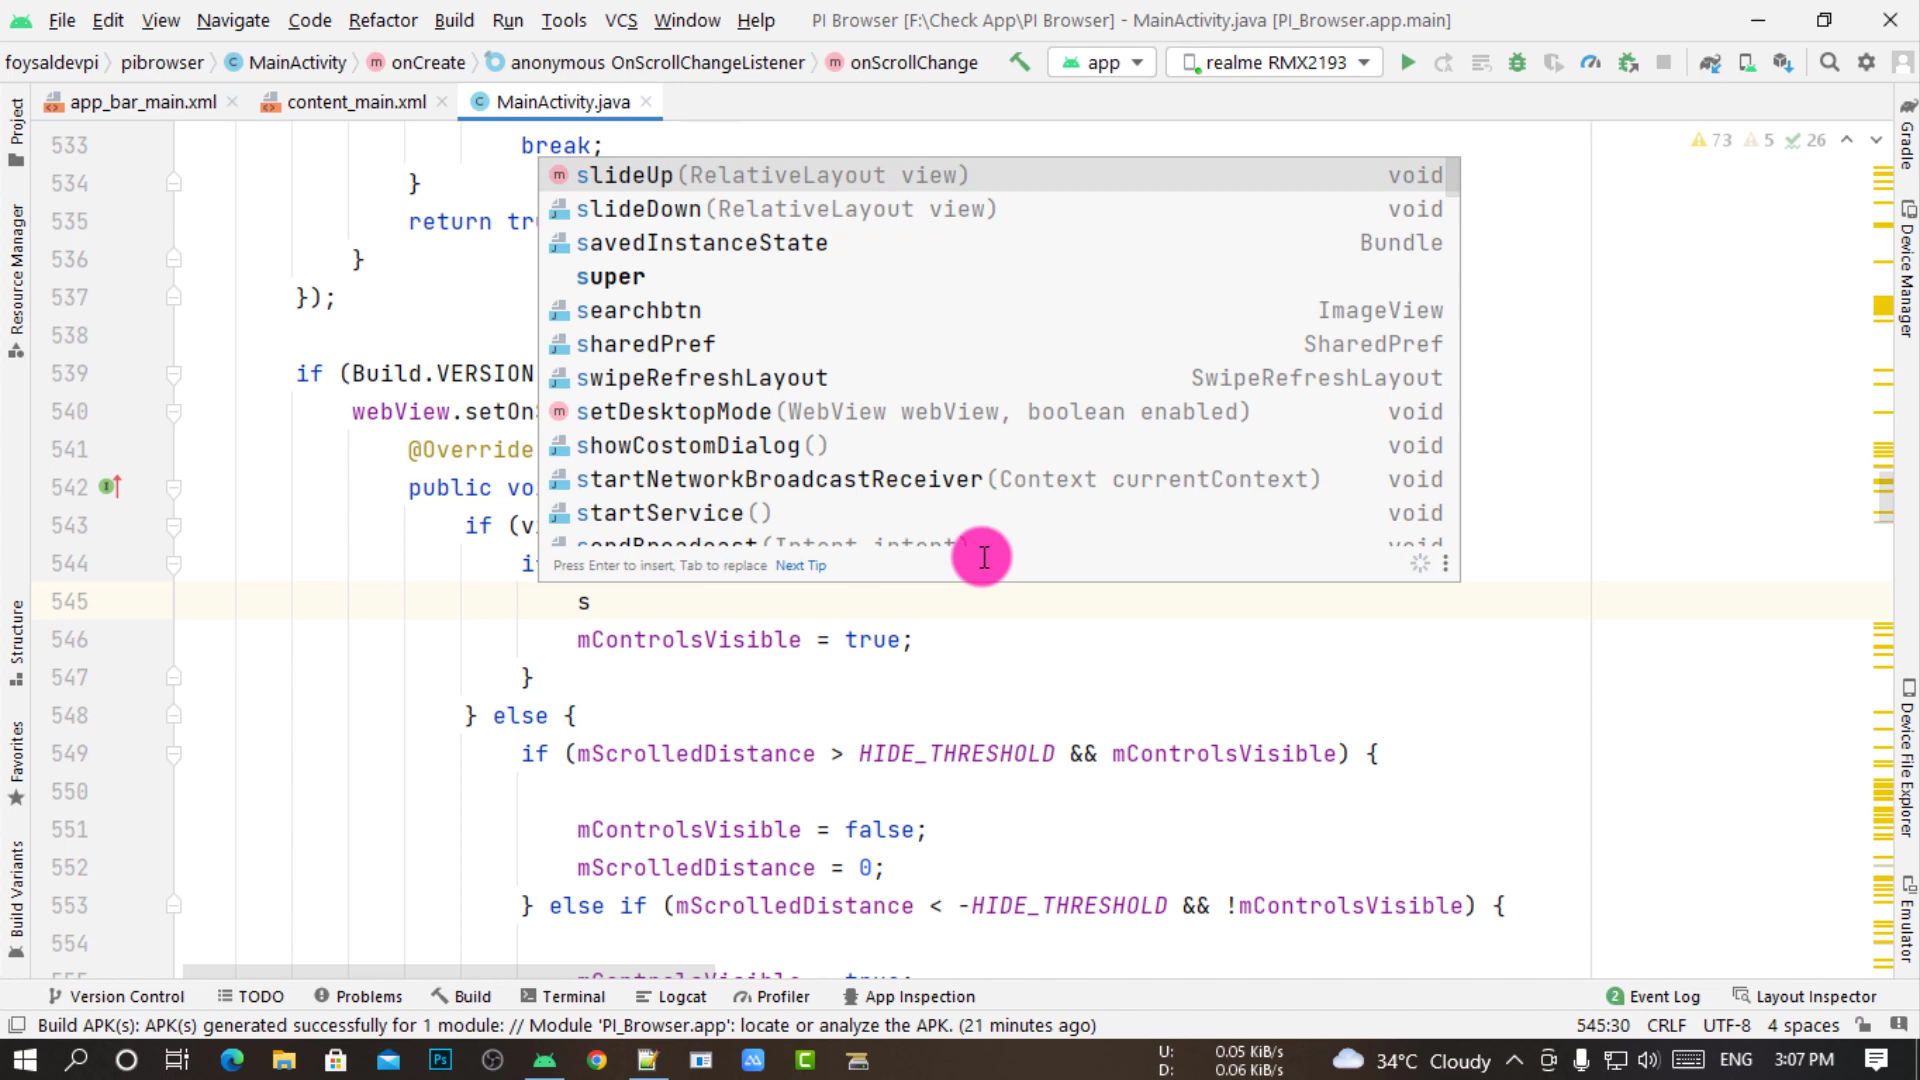 File Edit View Navigate Code Refactor Build Run Tools VCS Window Help PI Browser [F:\Check App\PI Browser] - MainActivity.java [PI_Browser.app.main]
foysaldevpi pibrowser MainActivity onCreate anonymous OnScrollChangeListener onScrollChange app realme RMX2193
app_bar_main.xml content_main.xml MainActivity.java
Project
Resource Manager
Structure
Favorites
Build Variants
Gradle
Device Manager
Device File Explorer
Emulator
73 5 26
533 break;
534 }
535 return tr
536 }
537 });
538
539 if (Build.VERSION
540 webView.setOn
541 @Override
542 public vo
543 if (v
544 i
545 s
546 mControlsVisible = true;
547 }
548 } else {
549 if (mScrolledDistance > HIDE_THRESHOLD && mControlsVisible) {
550
551 mControlsVisible = false;
552 mScrolledDistance = 0;
553 } else if (mScrolledDistance < -HIDE_THRESHOLD && !mControlsVisible) {
554
slideUp(RelativeLayout view) void
slideDown(RelativeLayout view) void
savedInstanceState Bundle
super
searchbtn ImageView
sharedPref SharedPref
swipeRefreshLayout SwipeRefreshLayout
setDesktopMode(WebView webView, boolean enabled) void
showCostomDialog() void
startNetworkBroadcastReceiver(Context currentContext) void
startService() void
sendBroadcast(Intent intent) void
Press Enter to insert, Tab to replace Next Tip
Version Control TODO Problems Build Terminal Logcat Profiler App Inspection 2 Event Log Layout Inspector
Build APK(s): APK(s) generated successfully for 1 module: // Module 'PI_Browser.app': locate or analyze the APK. (21 minutes ago) 545:30 CRLF UTF-8 4 spaces
U: 0.05 KiB/s
D: 0.06 KiB/s
34°C Cloudy ENG 3:07 PM